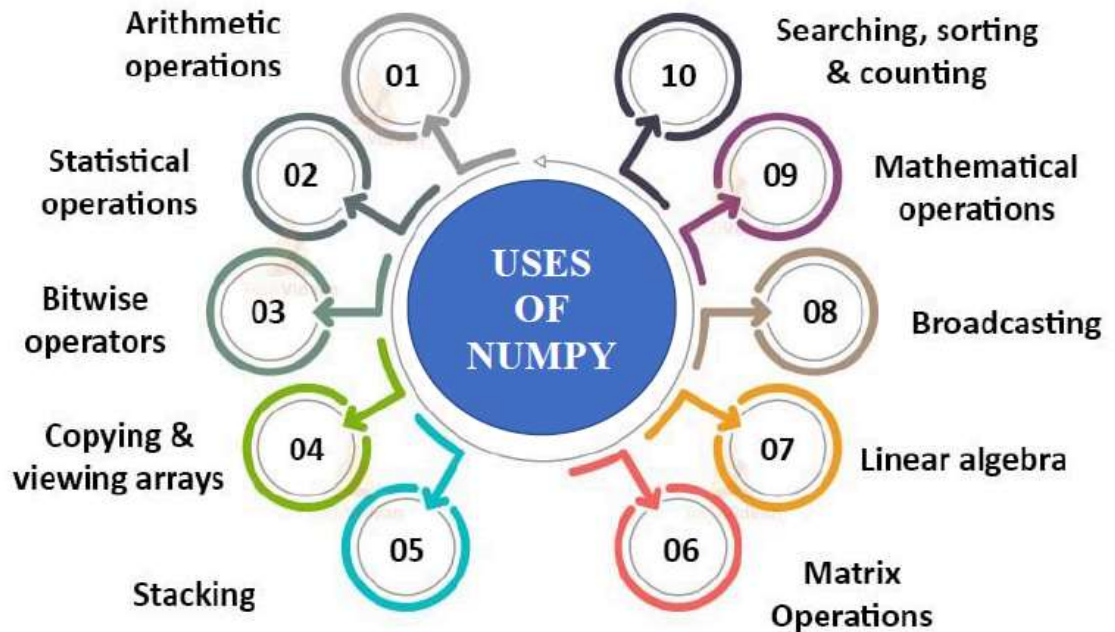 Arithmetic
operations
01
Statistical
operations
02
Bitwise
operators
03
Copying &
viewing arrays
04
Stacking
05
USES
OF
NUMPY
10
Searching, sorting
& counting
09
Mathematical
operations
08
Broadcasting
07
Linear algebra
06
Matrix
Operations